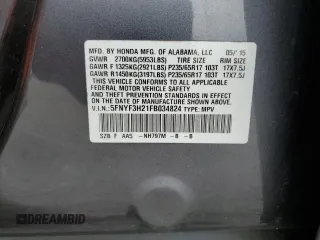 MFD. BY HONDA MFG. OF ALABAMA, LLC 05/15
GVWR 2700KG(5953LBS) TIRE SIZE RIM SIZE
GAWR F 1325KG(2921LBS) P235/65R17 103T 17X7.5J
GAWR R1450KG(3197LBS) P235/65R17 103T 17X7.5J
THIS VEHICLE CONFORMS TO ALL APPLICABLE
FEDERAL MOTOR VEHICLE SAFETY AND THEFT
PREVENTION STANDARDS IN EFFECT ON THE DATE OF
MANUFACTURE SHOWN ABOVE.
V.I.N.: 5FNYF3H21FB034824 TYPE: MPV
SZB F AA5 -NH797M -B -B
DREAMBID.COM